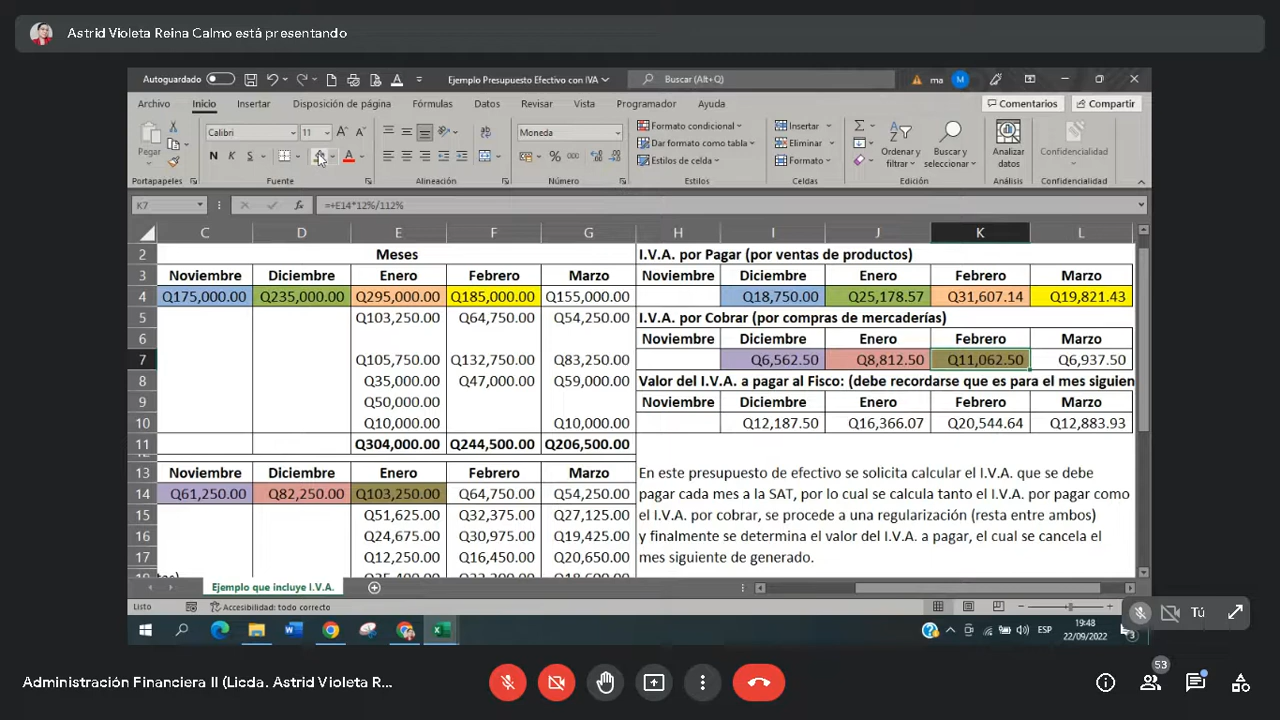 Astrid Violeta Reina Calmo está presentando
Autoguardado
Ejemplo Presupuesto Efectivo con IVA
Buscar (Alt+Q)
ma
M
Archivo Inicio Insertar Disposición de página Fórmulas Datos Revisar Vista Programador Ayuda
Comentarios Compartir
Calibri 11 Moneda
Formato condicional Insertar
Pegar
N K S
% 000
Dar formato como tabla Eliminar
Estilos de celda Formato
Ordenar y filtrar
Buscar y seleccionar
Analizar datos
Confidencialidad
Portapapeles Fuente Alineación Número Estilos Celdas Edición Análisis Confidencialidad
K7 fx =+E14*12%/112%
C D E F G H I J K L
2 Meses I.V.A. por Pagar (por ventas de productos)
3 Noviembre Diciembre Enero Febrero Marzo Noviembre Diciembre Enero Febrero Marzo
4 Q175,000.00 Q235,000.00 Q295,000.00 Q185,000.00 Q155,000.00 Q18,750.00 Q25,178.57 Q31,607.14 Q19,821.43
5 Q103,250.00 Q64,750.00 Q54,250.00 I.V.A. por Cobrar (por compras de mercaderías)
6 Noviembre Diciembre Enero Febrero Marzo
7 Q105,750.00 Q132,750.00 Q83,250.00 Q6,562.50 Q8,812.50 Q11,062.50 Q6,937.50
8 Q35,000.00 Q47,000.00 Q59,000.00 Valor del I.V.A. a pagar al Fisco: (debe recordarse que es para el mes siguien
9 Q50,000.00 Noviembre Diciembre Enero Febrero Marzo
10 Q10,000.00 Q10,000.00 Q12,187.50 Q16,366.07 Q20,544.64 Q12,883.93
11 Q304,000.00 Q244,500.00 Q206,500.00
13 Noviembre Diciembre Enero Febrero Marzo En este presupuesto de efectivo se solicita calcular el I.V.A. que se debe
14 Q61,250.00 Q82,250.00 Q103,250.00 Q64,750.00 Q54,250.00 pagar cada mes a la SAT, por lo cual se calcula tanto el I.V.A. por pagar como
15 Q51,625.00 Q32,375.00 Q27,125.00 el I.V.A. por cobrar, se procede a una regularización (resta entre ambos)
16 Q24,675.00 Q30,975.00 Q19,425.00 y finalmente se determina el valor del I.V.A. a pagar, el cual se cancela el
17 Q12,250.00 Q16,450.00 Q20,650.00 mes siguiente de generado.
Ejemplo que incluye I.V.A.
Listo Accesibilidad: todo correcto
Tú
ESP
19:48
22/09/2022
53
Administración Financiera II (Licda. Astrid Violeta R...